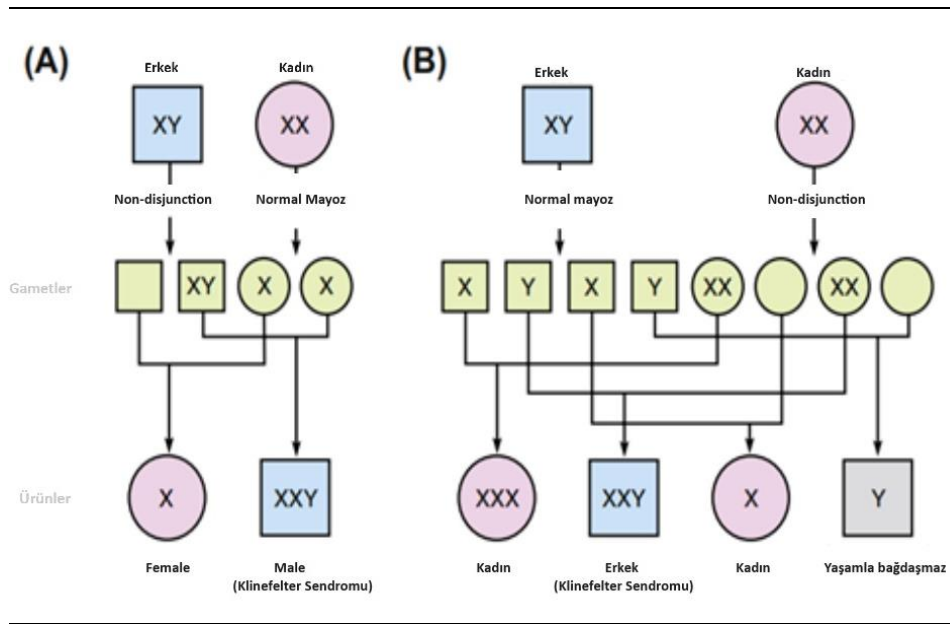 (A)
Erkek
Kadın
XY
XX
Non-disjunction
Normal Mayoz
Gametler
XY
X
X
Ürünler
X
XXY
Female
Male
(Klinefelter Sendromu)
(B)
Erkek
Kadın
XY
XX
Normal mayoz
Non-disjunction
X
Y
X
Y
XX
XX
XXX
XXY
X
Y
Kadın
Erkek
(Klinefelter Sendromu)
Kadın
Yaşamla bağdaşmaz